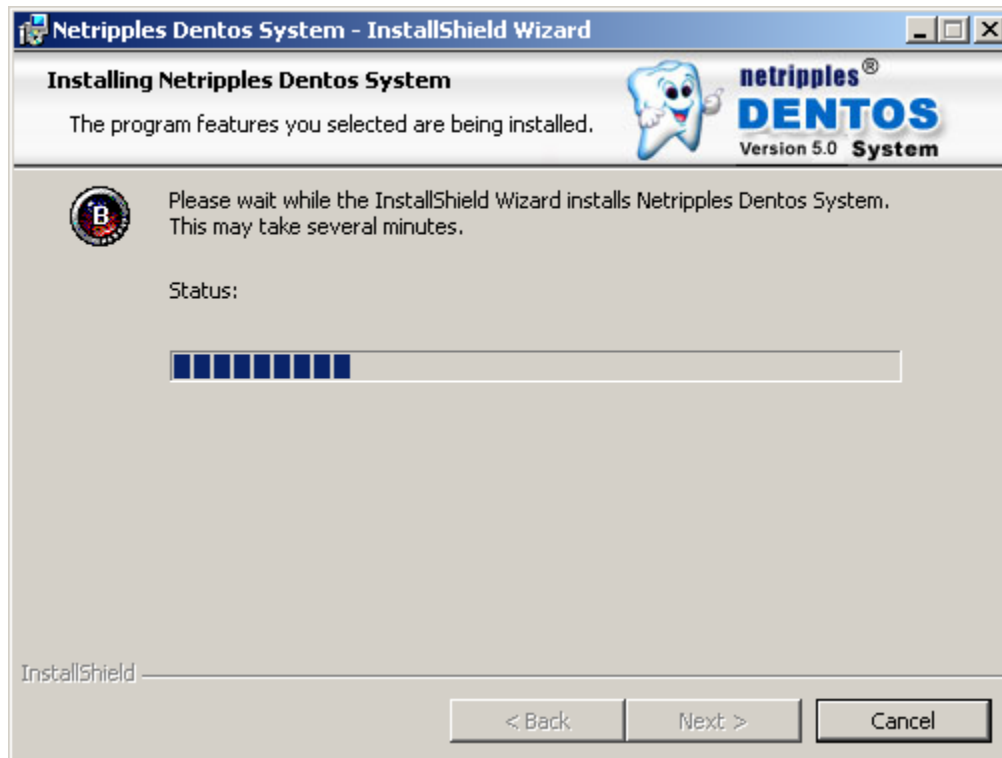 Netripples Dentos System - InstallShield Wizard
Installing Netripples Dentos System
The program features you selected are being installed.
netripples®
DENTOS
Version 5.0 System
B
Please wait while the InstallShield Wizard installs Netripples Dentos System.
This may take several minutes.
Status:
InstallShield
< Back
Next >
Cancel